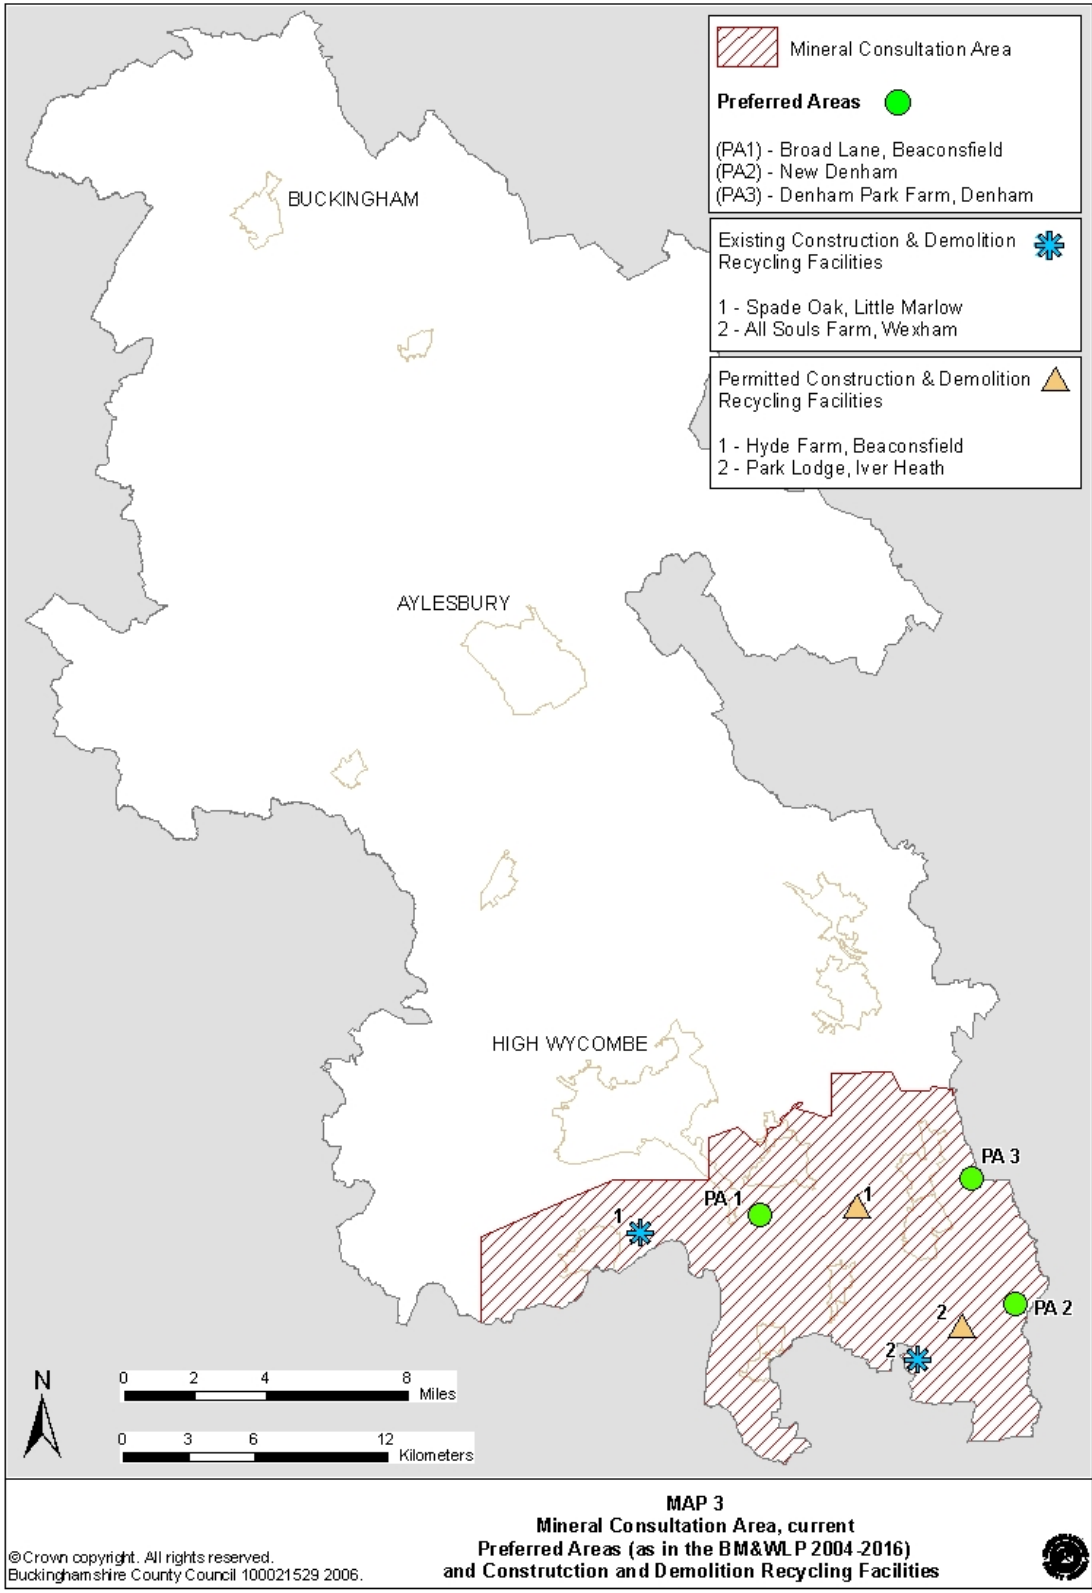 Mineral Consultation Area
Preferred Areas
(PA1) - Broad Lane, Beaconsfield
(PA2) - New Denham
(PA3) - Denham Park Farm, Denham
Existing Construction & Demolition
Recycling Facilities
1 - Spade Oak, Little Marlow
2 - All Souls Farm, Wexham
Permitted Construction & Demolition
Recycling Facilities
1 - Hyde Farm, Beaconsfield
2 - Park Lodge, Iver Heath
BUCKINGHAM
AYLESBURY
HIGH WYCOMBE
PA 3
PA 1
1
1
PA 2
2
2
N
0 2 4 8
Miles
0 3 6 12
Kilometers
MAP 3
Mineral Consultation Area, current
Preferred Areas (as in the BM&WLP 2004-2016)
and Construtction and Demolition Recycling Facilities
© Crown copyright. All rights reserved.
Buckinghamshire County Council 100021529 2006.